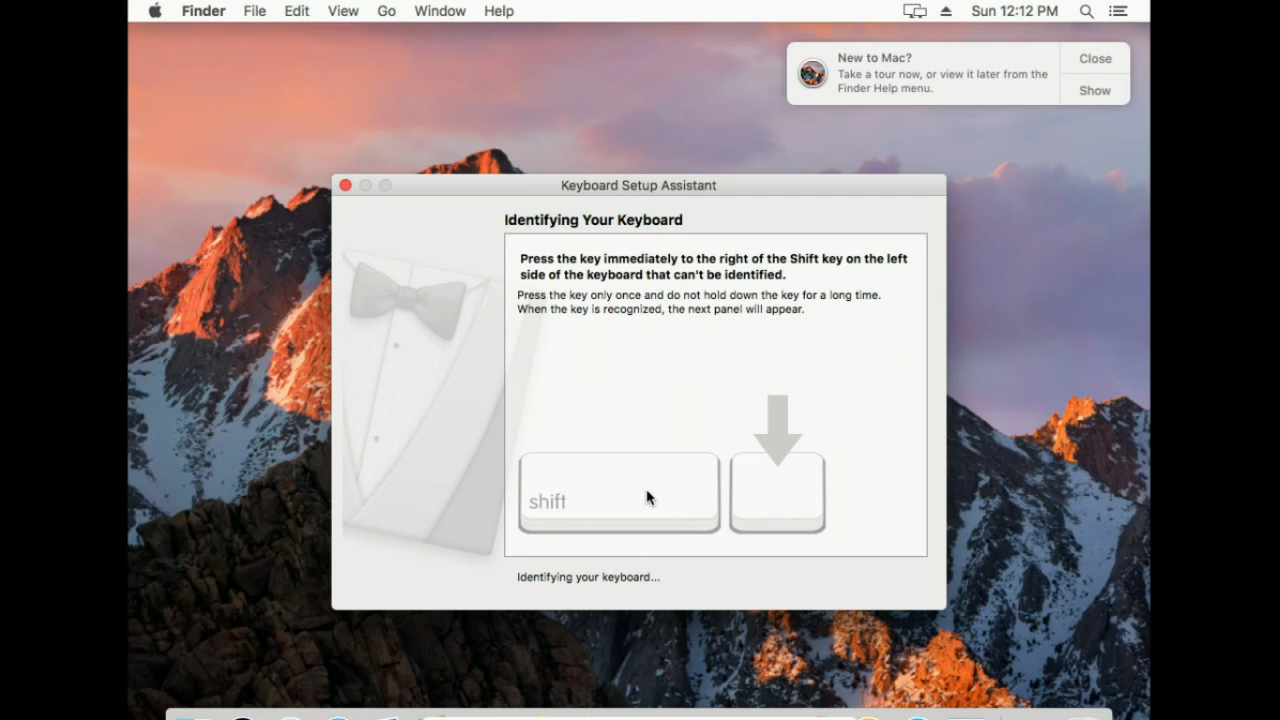 Finder File Edit View Go Window Help Sun 12:12 PM
New to Mac?
Take a tour now, or view it later from the
Finder Help menu.
Close
Show
Keyboard Setup Assistant
Identifying Your Keyboard
Press the key immediately to the right of the Shift key on the left
side of the keyboard that can't be identified.
Press the key only once and do not hold down the key for a long time.
When the key is recognized, the next panel will appear.
shift
Identifying your keyboard...